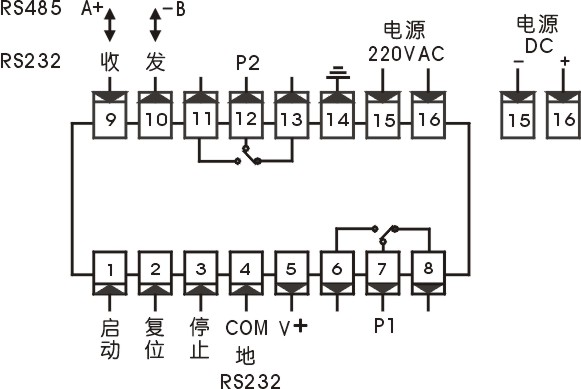 RS485 A+ -B
电源
220VAC
电源
DC
- +
RS232 收 发 P2
9 10 11 12 13 14 15 16 15 16
1 2 3 4 5 6 7 8
启动 复位 停止 COM V+ P1
地
RS232